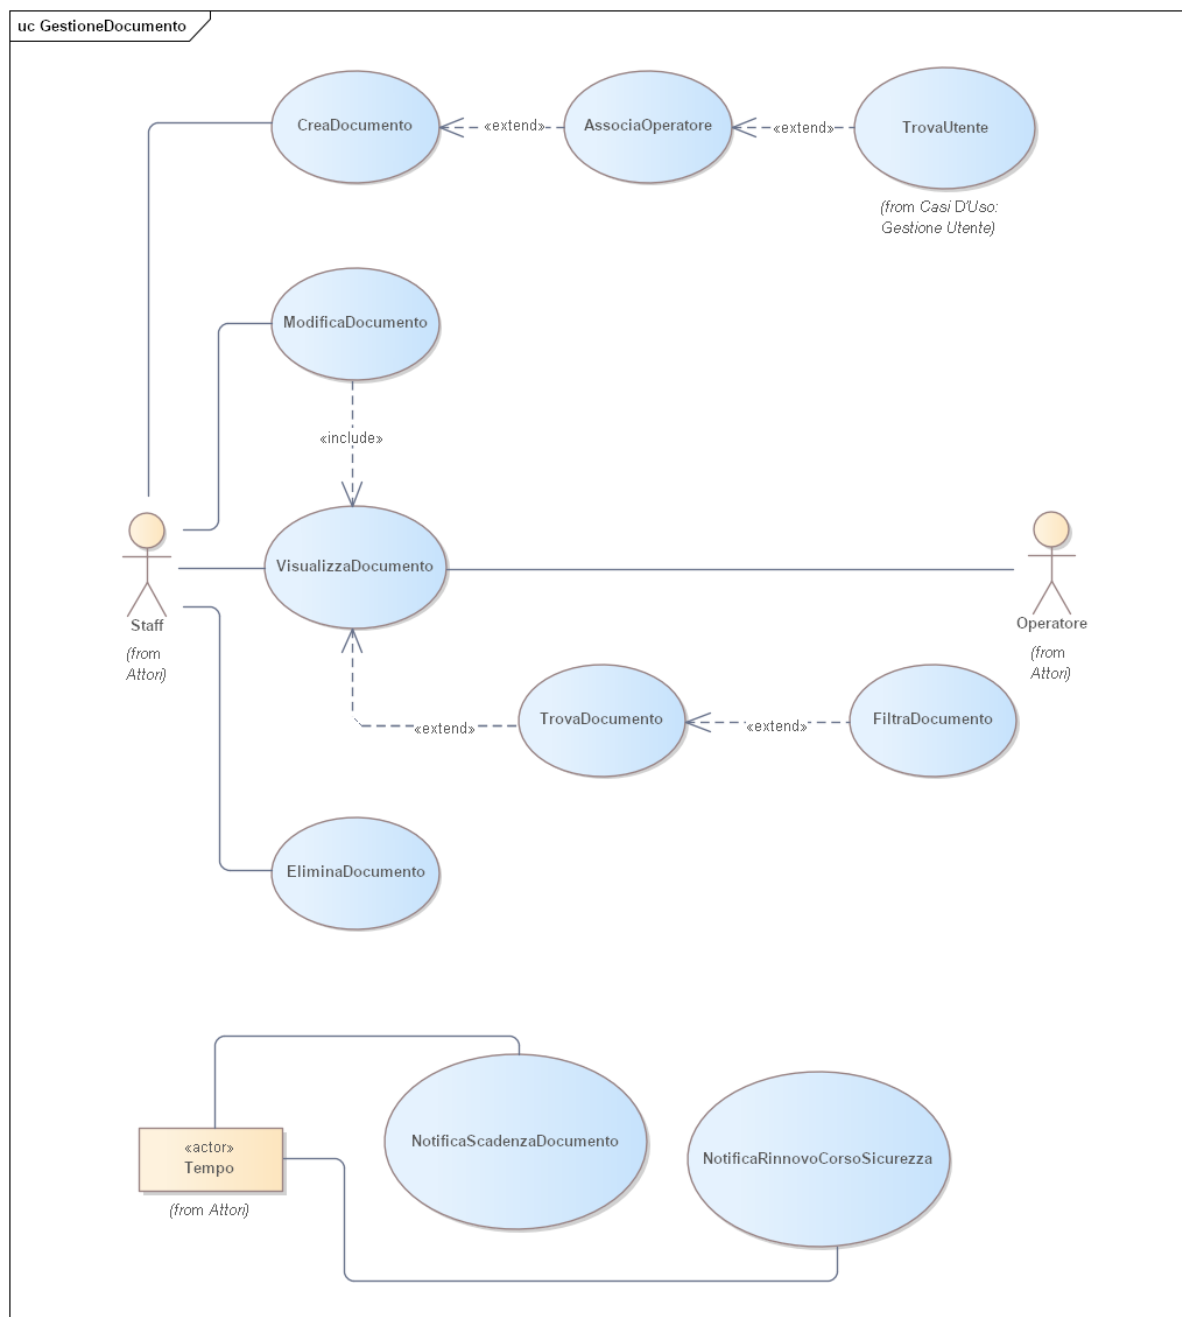 uc GestioneDocumento
CreaDocumento
«extend»
AssociaOperatore
«extend»
TrovaUtente
(from Casi D'Uso:
Gestione Utente)
ModificaDocumento
«include»
VisualizzaDocumento
Staff
(from
Attori)
Operatore
(from
Attori)
«extend»
TrovaDocumento
«extend»
FiltraDocumento
EliminaDocumento
«actor»
Tempo
(from Attori)
NotificaScadenzaDocumento
NotificaRinnovoCorsoSicurezza